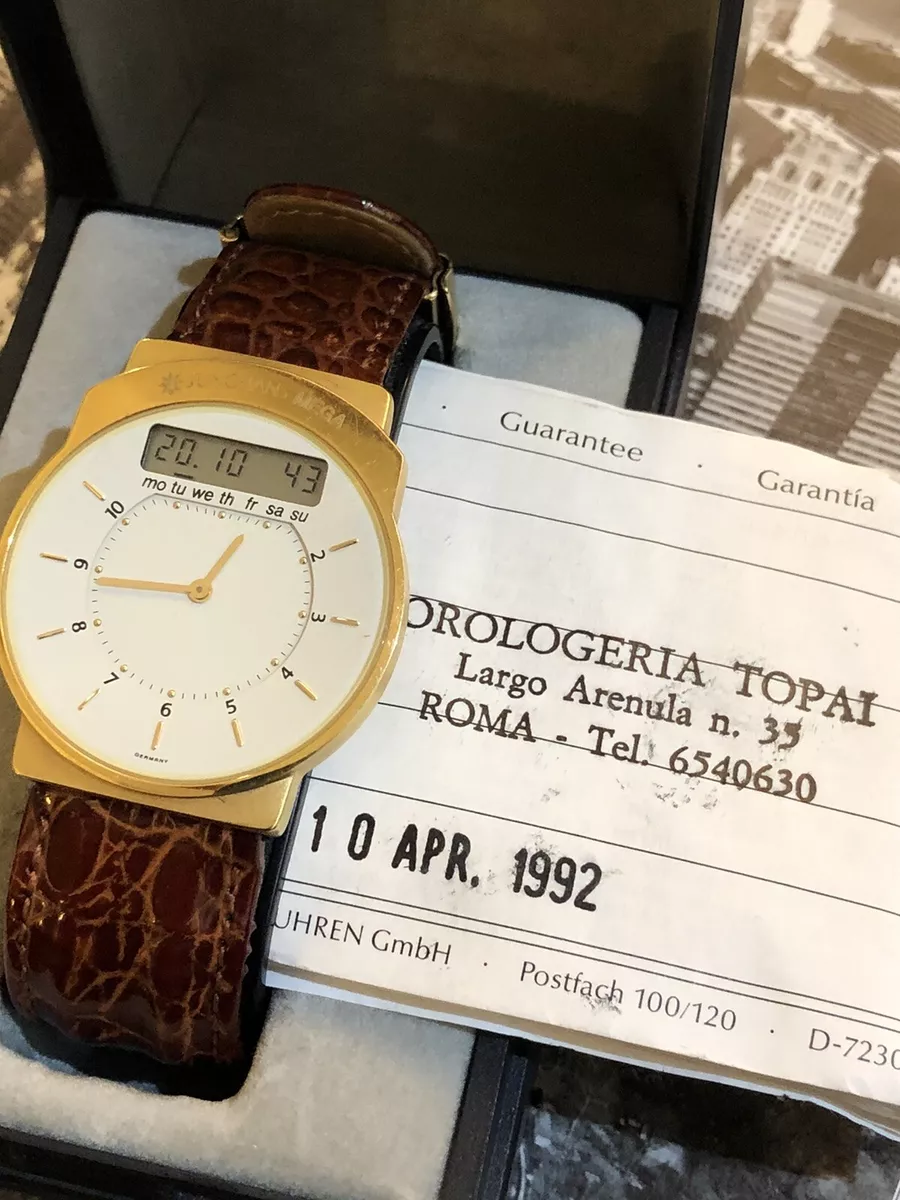 JUNGHANS MEGA
20. 10 43
mo tu we th fr sa su
10
2
9
3
8
4
7
5
6
GERMANY
· Guarantee · Garantía
OROLOGERIA TOPAI
Largo Arenula n. 35
ROMA - Tel. 6540630
10 APR. 1992
UHREN GmbH · Postfach 100/120 · D-7230